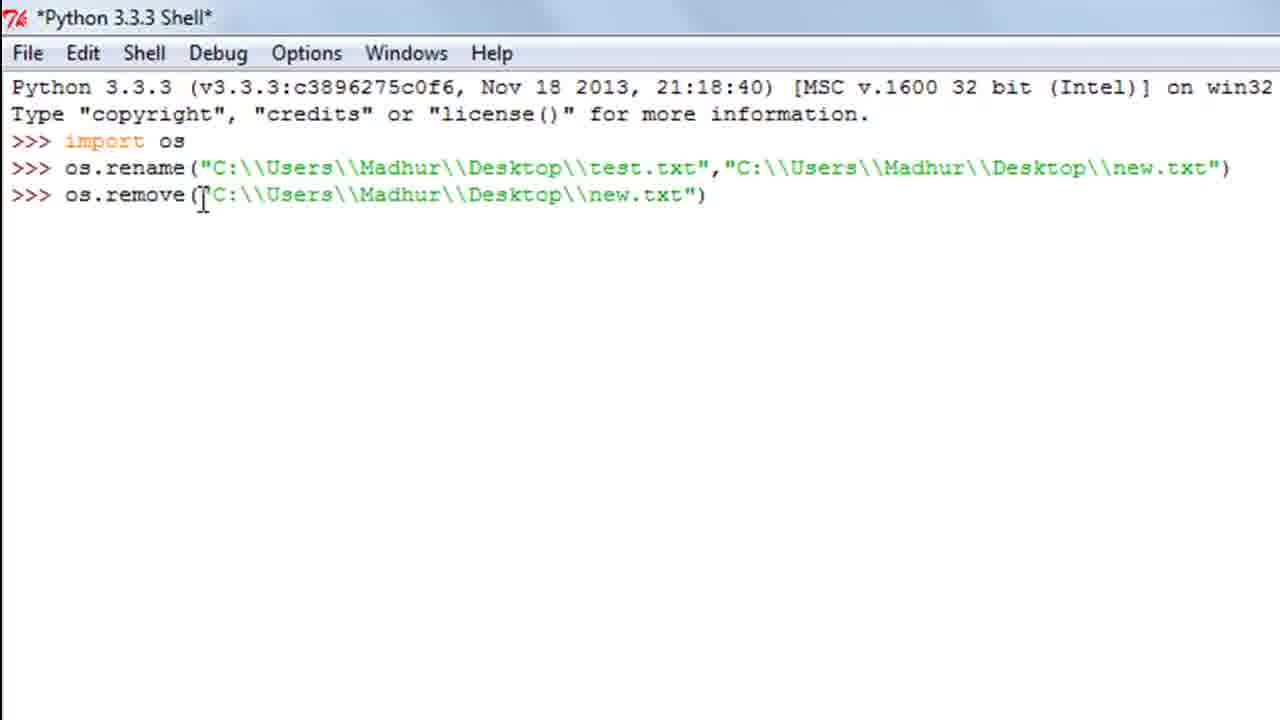 *Python 3.3.3 Shell*
File Edit Shell Debug Options Windows Help
Python 3.3.3 (v3.3.3:c3896275c0f6, Nov 18 2013, 21:18:40) [MSC v.1600 32 bit (Intel)] on win32
Type "copyright", "credits" or "license()" for more information.
>>> import os
>>> os.rename("C:\\Users\\Madhur\\Desktop\\test.txt","C:\\Users\\Madhur\\Desktop\\new.txt")
>>> os.remove("C:\\Users\\Madhur\\Desktop\\new.txt")